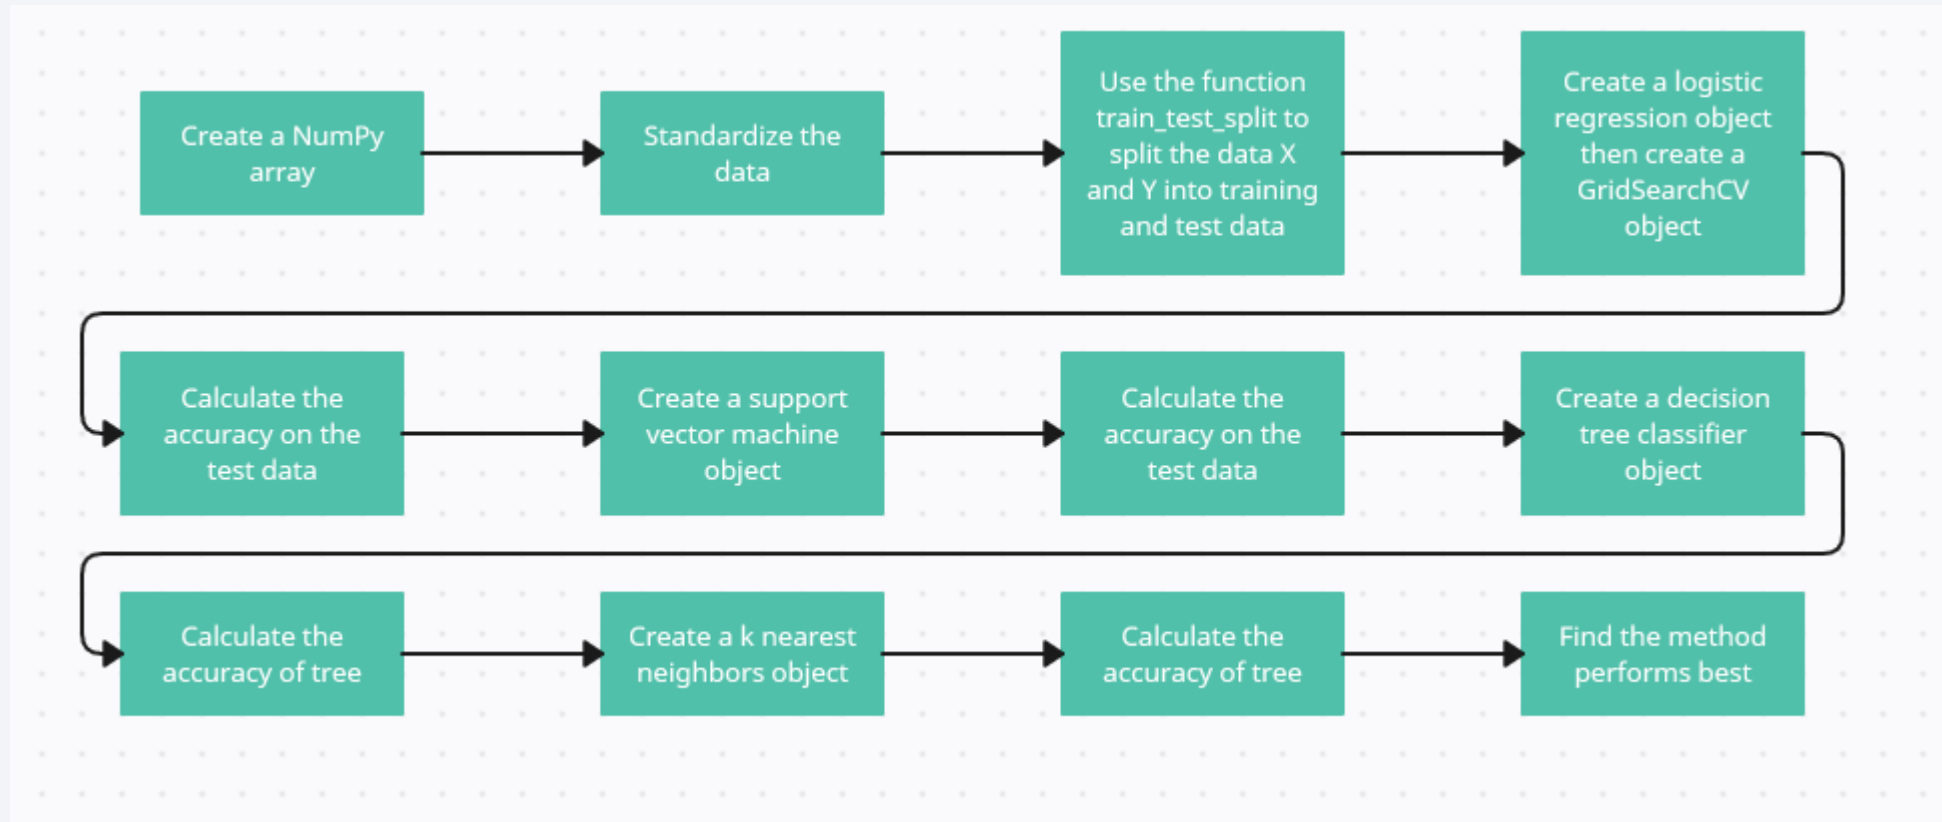 Create a NumPy
array
Standardize the
data
Use the function
train_test_split to
split the data X
and Y into training
and test data
Create a logistic
regression object
then create a
GridSearchCV
object
Calculate the
accuracy on the
test data
Create a support
vector machine
object
Calculate the
accuracy on the
test data
Create a decision
tree classifier
object
Calculate the
accuracy of tree
Create a k nearest
neighbors object
Calculate the
accuracy of tree
Find the method
performs best